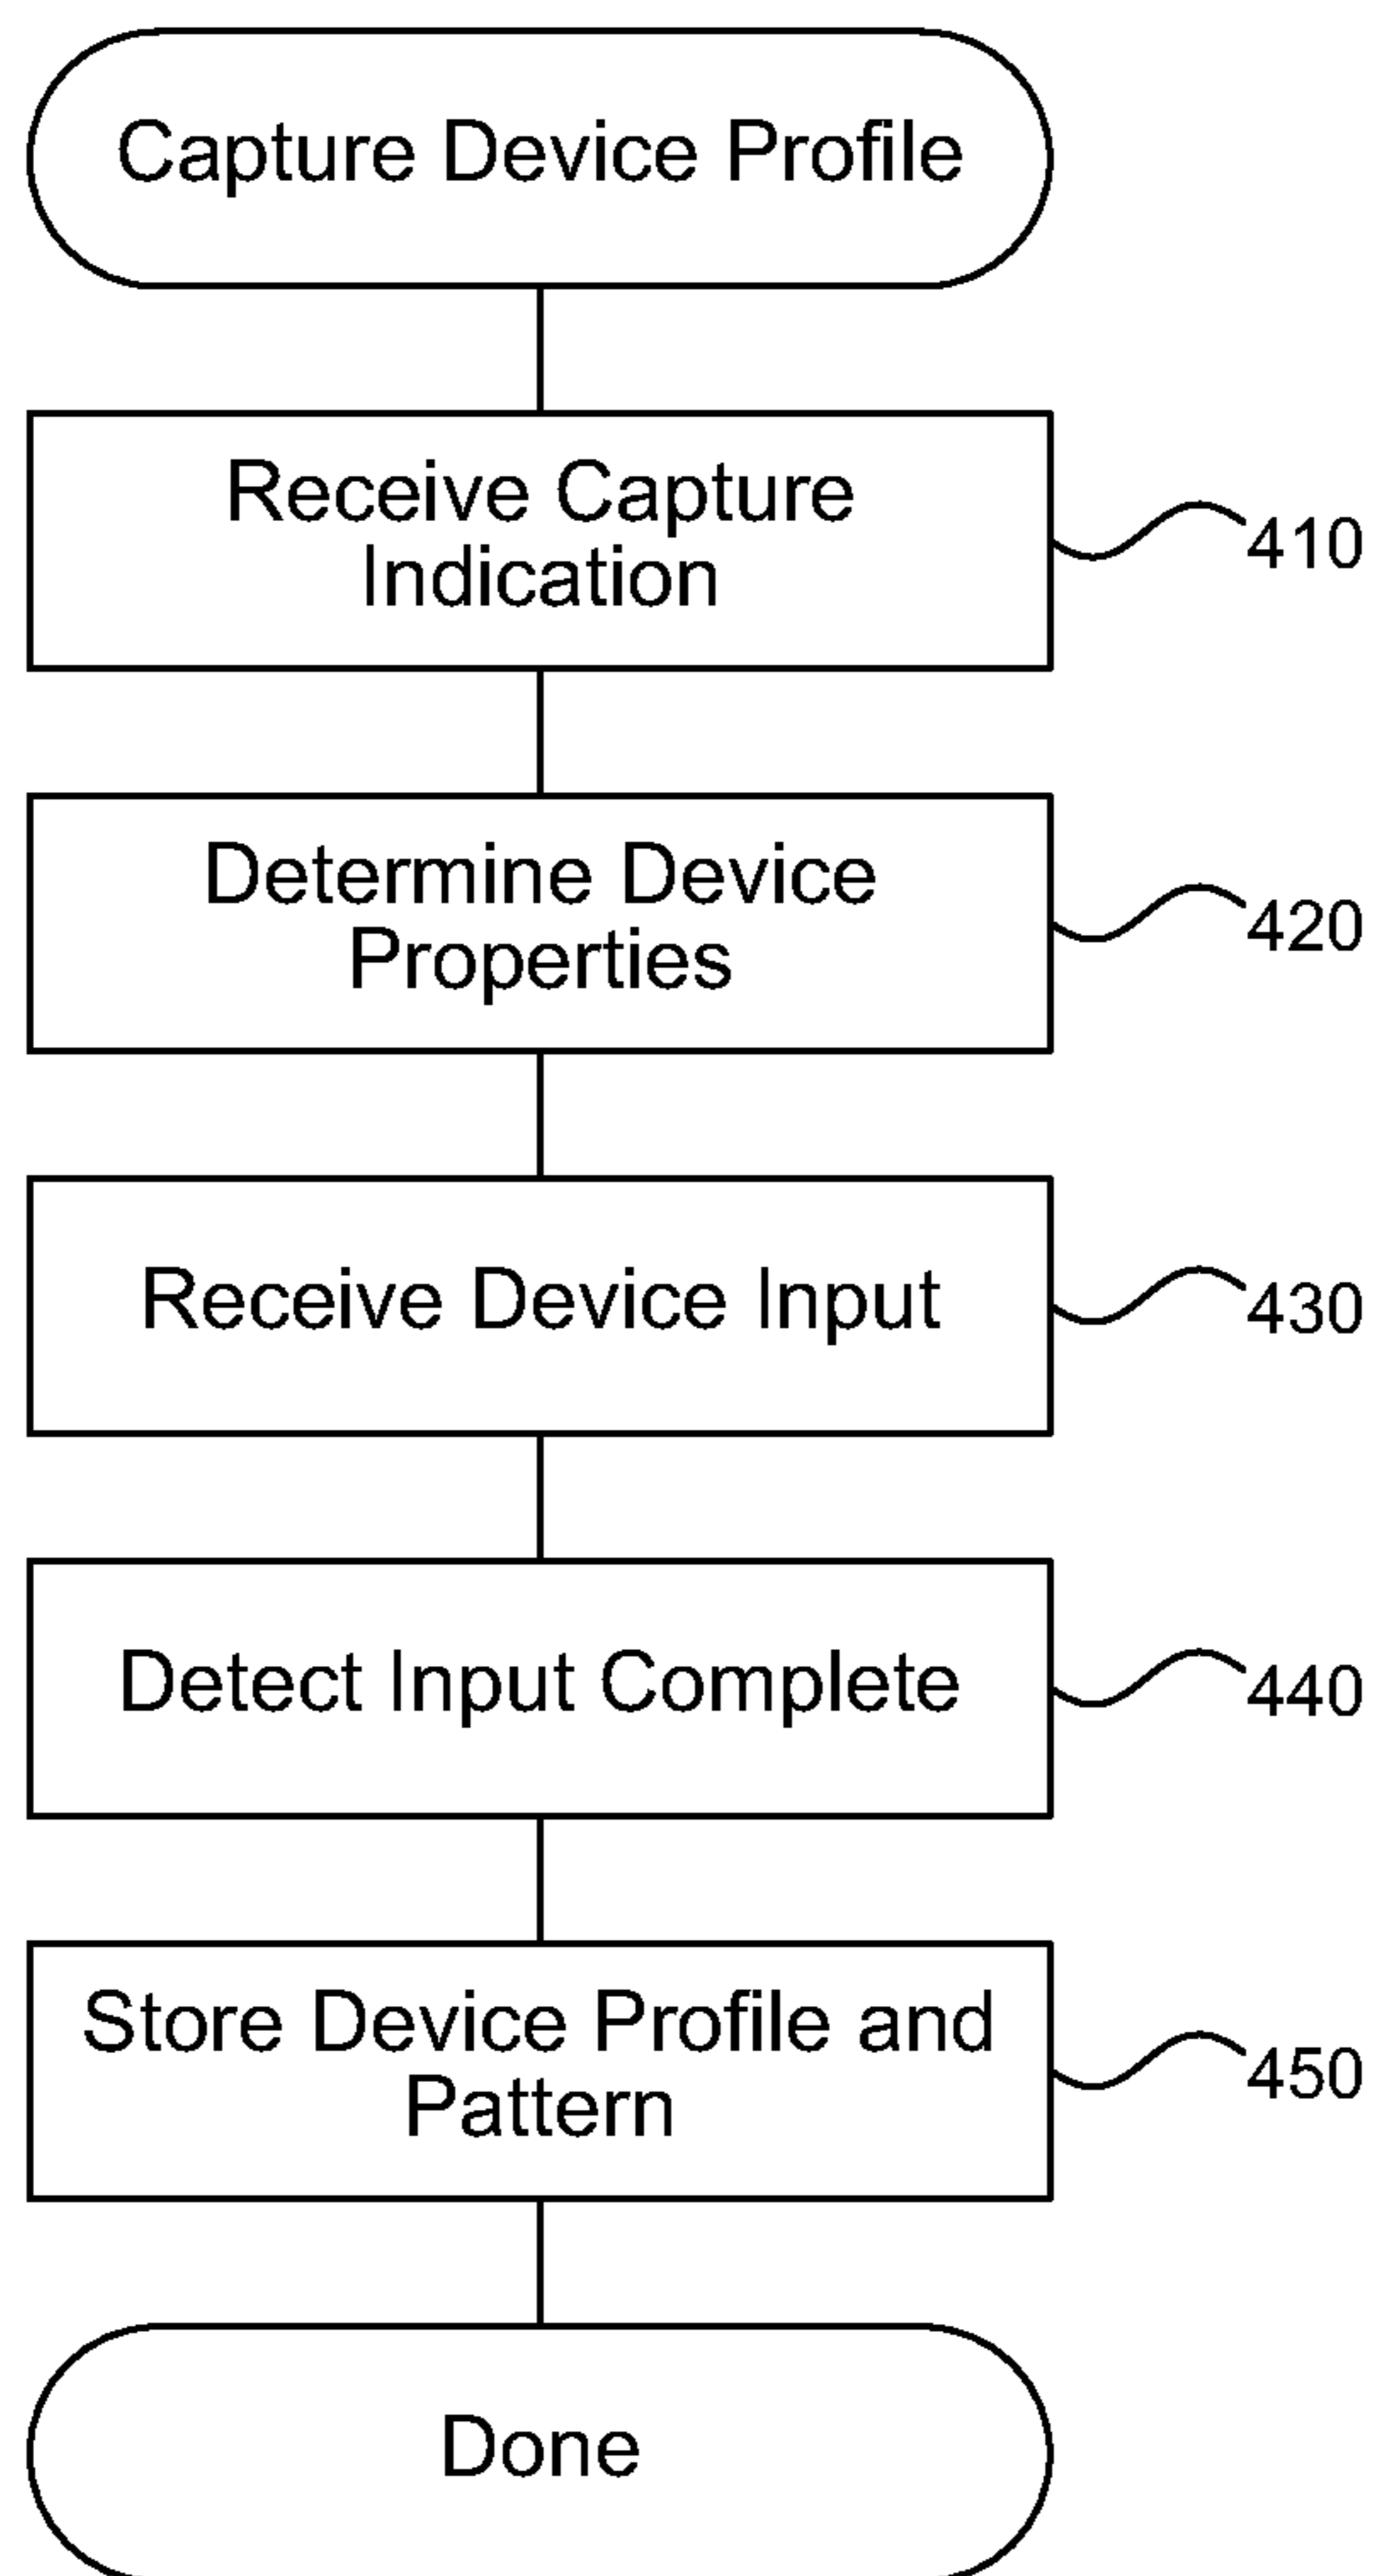 Capture Device Profile
Receive Capture
Indication
410
Determine Device
Properties
420
Receive Device Input
430
Detect Input Complete
440
Store Device Profile and
Pattern
450
Done